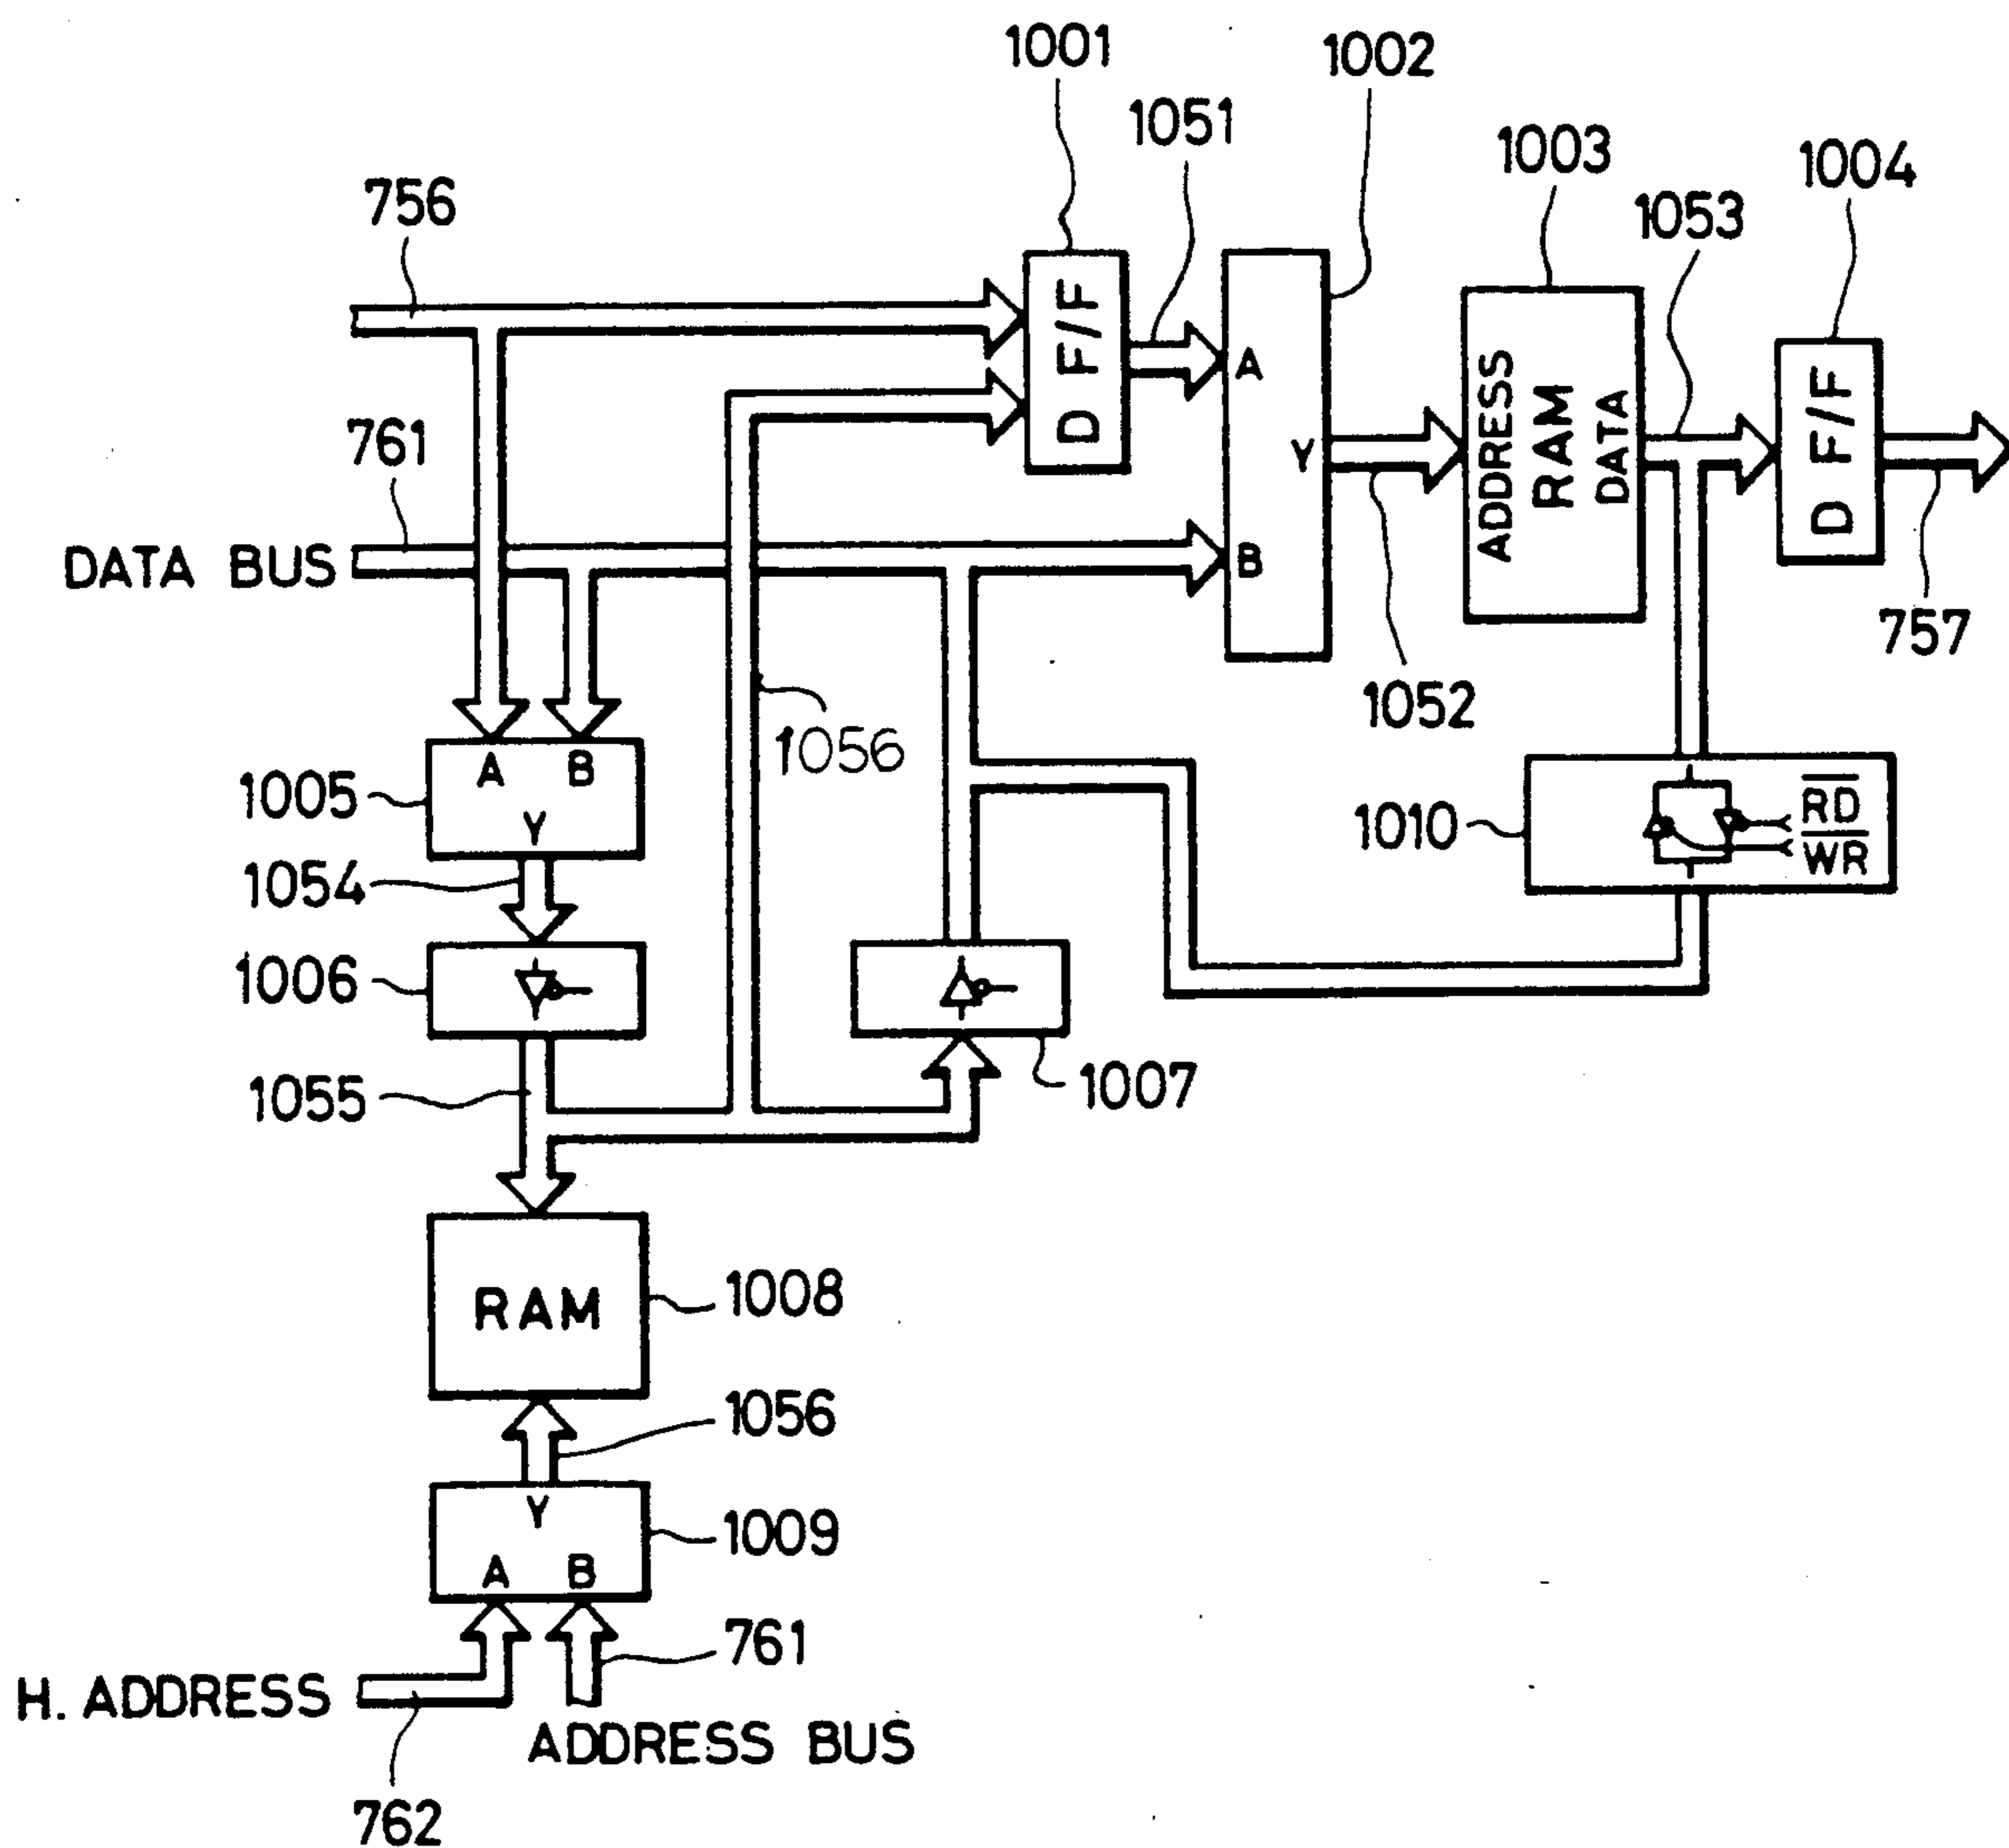 1001
1002
1051
1003
1004
1053
756
D F/F
A
B
Y
ADDRESS
RAM
DATA
D F/F
761
DATA BUS
757
1052
1056
1005
A B
Y
1010
RD
WR
1054
1006
1007
1055
RAM
1008
1056
Y
A B
1009
761
H. ADDRESS
ADDRESS BUS
762